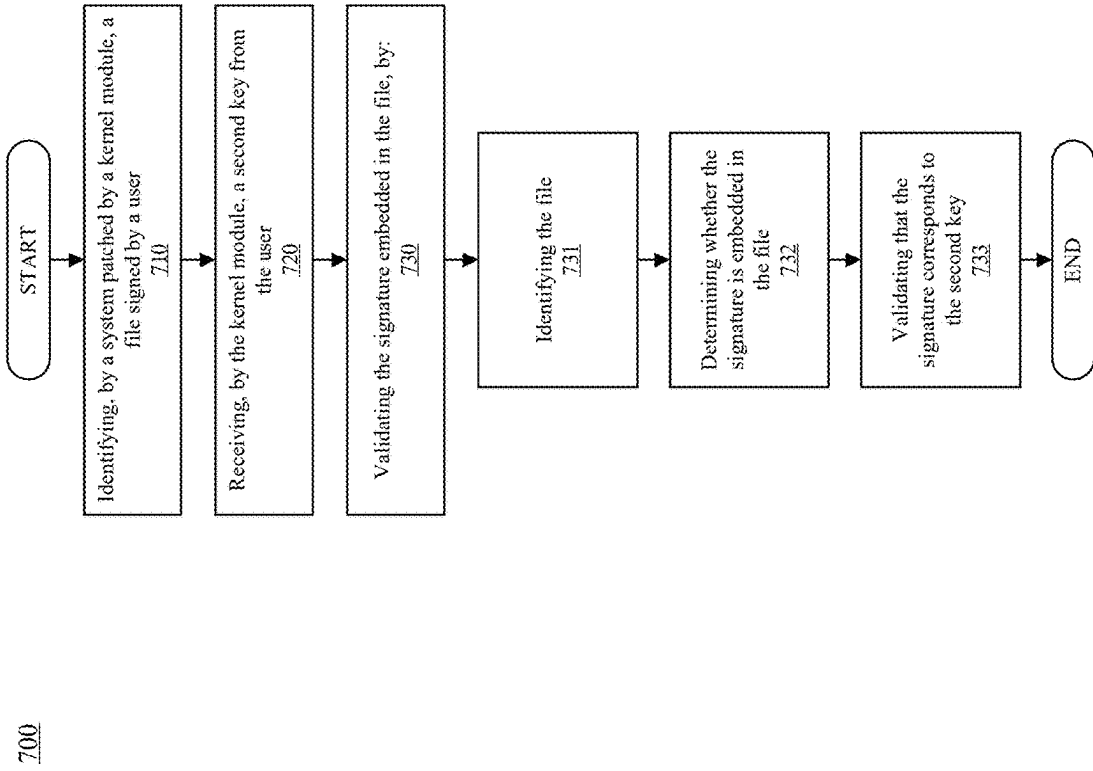 700
START
Identifying, by a system patched by a kernel module, a
file signed by a user
710
Receiving, by the kernel module, a second key from
the user
720
Validating the signature embedded in the file, by:
730
Identifying the file
731
Determining whether the
signature is embedded in
the file
732
Validating that the
signature corresponds to
the second key
733
END